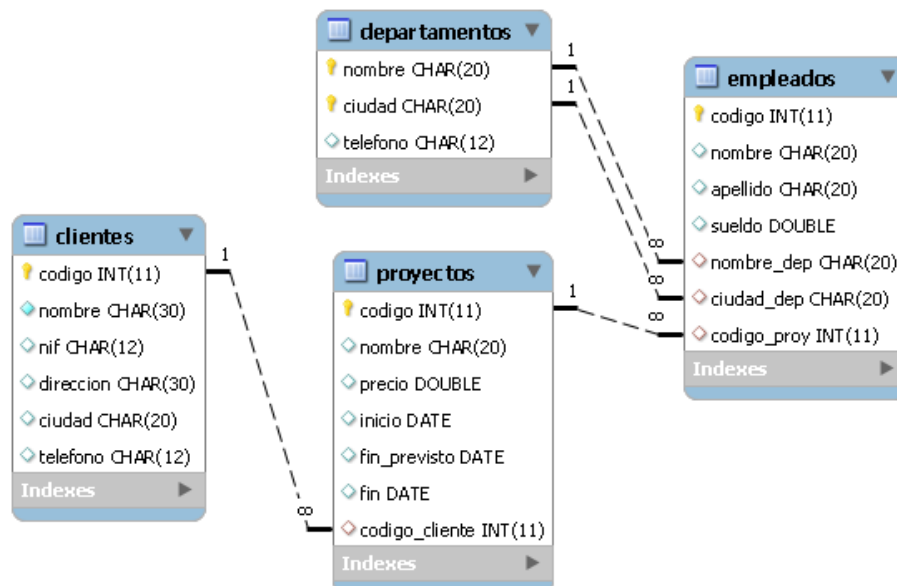 departamentos
nombre CHAR(20)
ciudad CHAR(20)
telefono CHAR(12)
Indexes
1
1
empleados
codigo INT(11)
nombre CHAR(20)
apellido CHAR(20)
sueldo DOUBLE
nombre_dep CHAR(20)
ciudad_dep CHAR(20)
codigo_proy INT(11)
Indexes
∞
∞
∞
clientes
codigo INT(11)
nombre CHAR(30)
nif CHAR(12)
direccion CHAR(30)
ciudad CHAR(20)
telefono CHAR(12)
Indexes
1
∞
proyectos
codigo INT(11)
nombre CHAR(20)
precio DOUBLE
inicio DATE
fin_previsto DATE
fin DATE
codigo_cliente INT(11)
Indexes
1